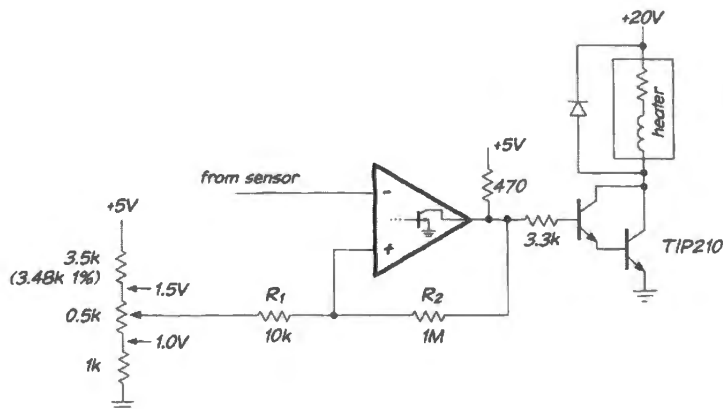 +20V
heater
+5V
470
from sensor
-
+
3.3k
TIP210
+5V
3.5k
(3.48k 1%)
1.5V
0.5k
1.0V
1k
R1
10k
R2
1M